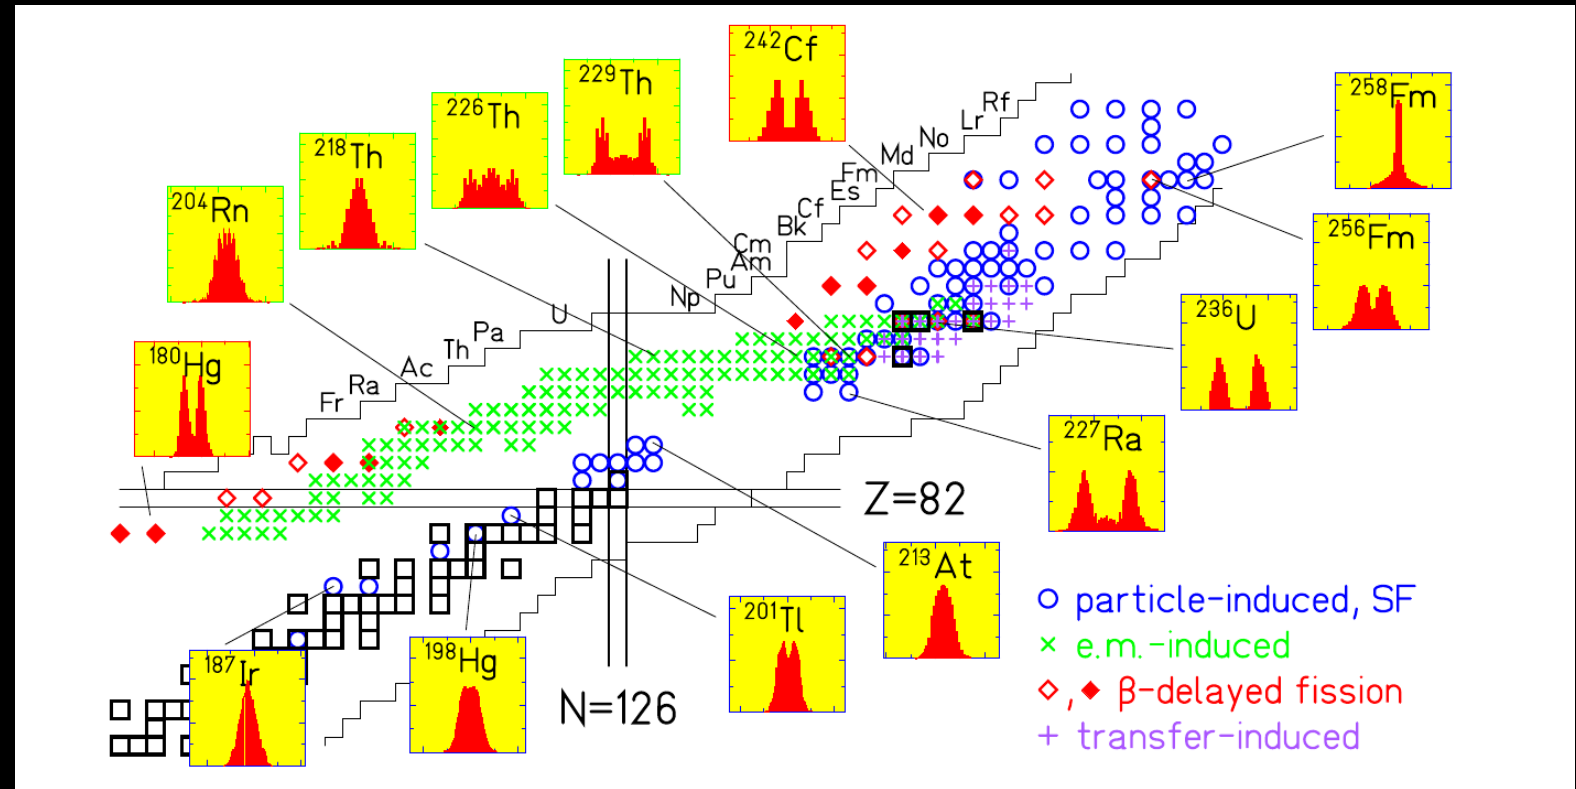 242Cf
229Th
226Th
218Th
204Rn
180Hg
258Fm
256Fm
236U
227Ra
213At
201Tl
198Hg
187Ir
Rf
Lr
No
Md
Fm
Es
Cf
Bk
Cm
Am
Pu
Np
U
Pa
Th
Ac
Ra
Fr
Z=82
N=126
particle-induced, SF
e.m.-induced
, β-delayed fission
transfer-induced